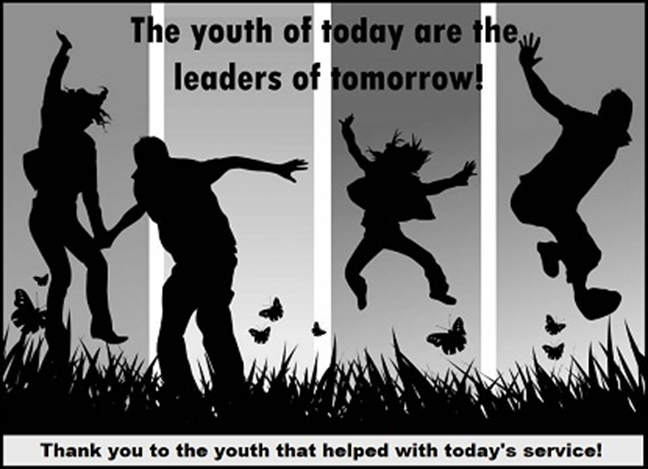 The youth of today are the
leaders of tomorrow!
Thank you to the youth that helped with today's service!